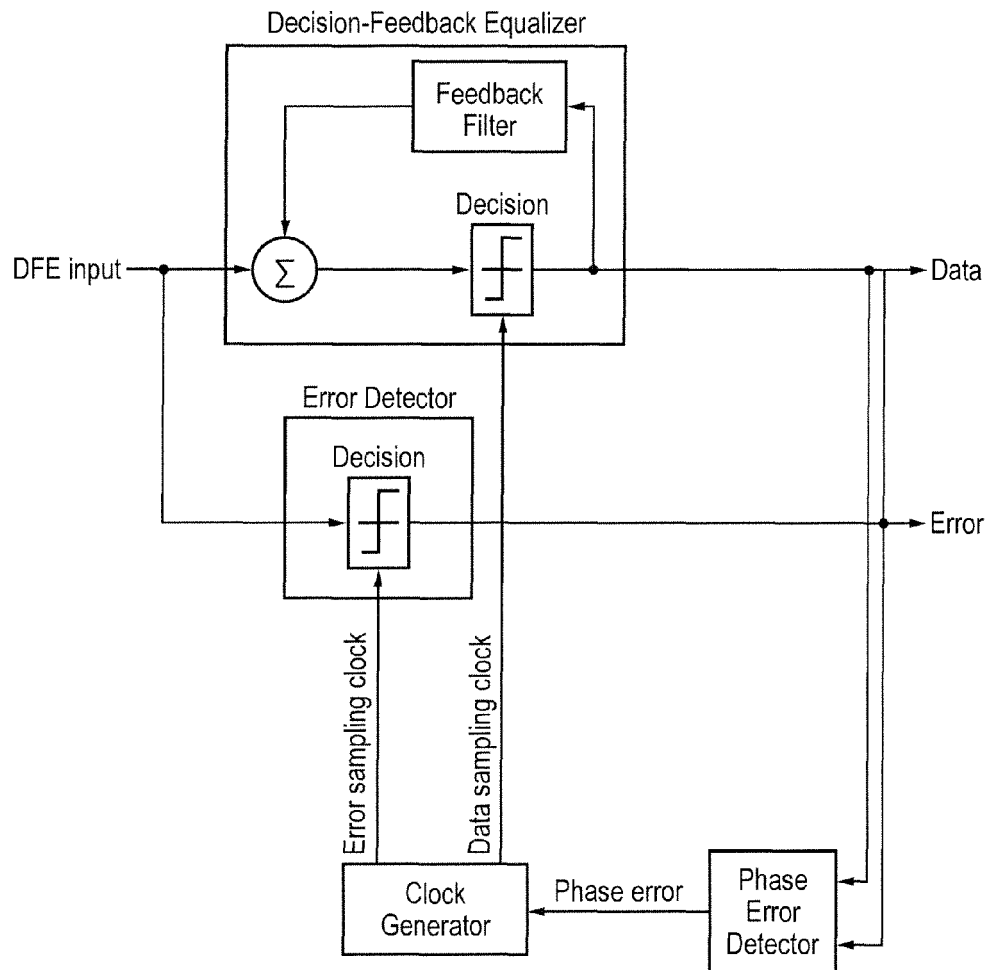 Decision-Feedback Equalizer
Feedback
Filter
Decision
DFE input
Σ
Data
Error Detector
Decision
Error
Error sampling clock
Data sampling clock
Clock
Generator
Phase error
Phase
Error
Detector